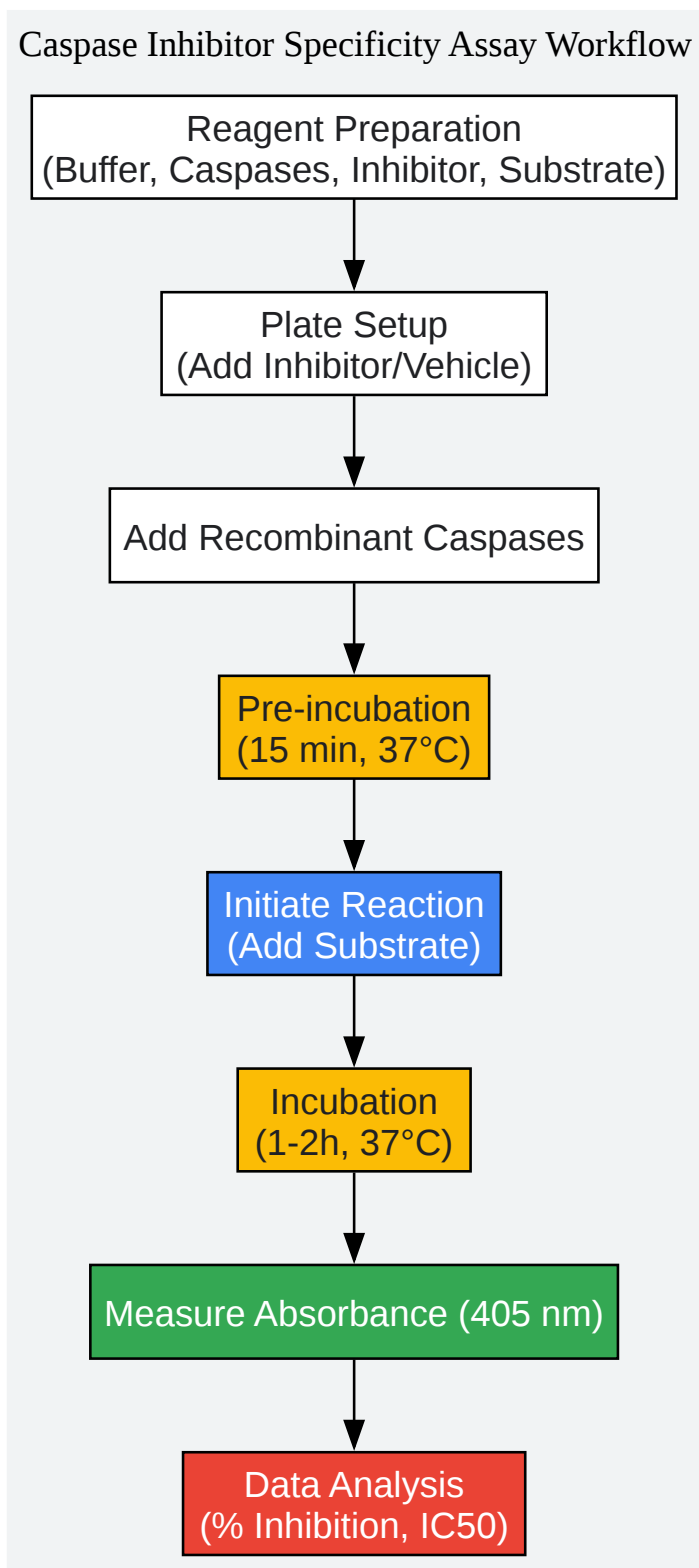 Caspase Inhibitor Specificity Assay Workflow
Reagent Preparation
(Buffer, Caspases, Inhibitor, Substrate)
Plate Setup
(Add Inhibitor/Vehicle)
Add Recombinant Caspases
Pre-incubation
(15 min, 37°C)
Initiate Reaction
(Add Substrate)
Incubation
(1-2h, 37°C)
Measure Absorbance (405 nm)
Data Analysis
(% Inhibition, IC50)